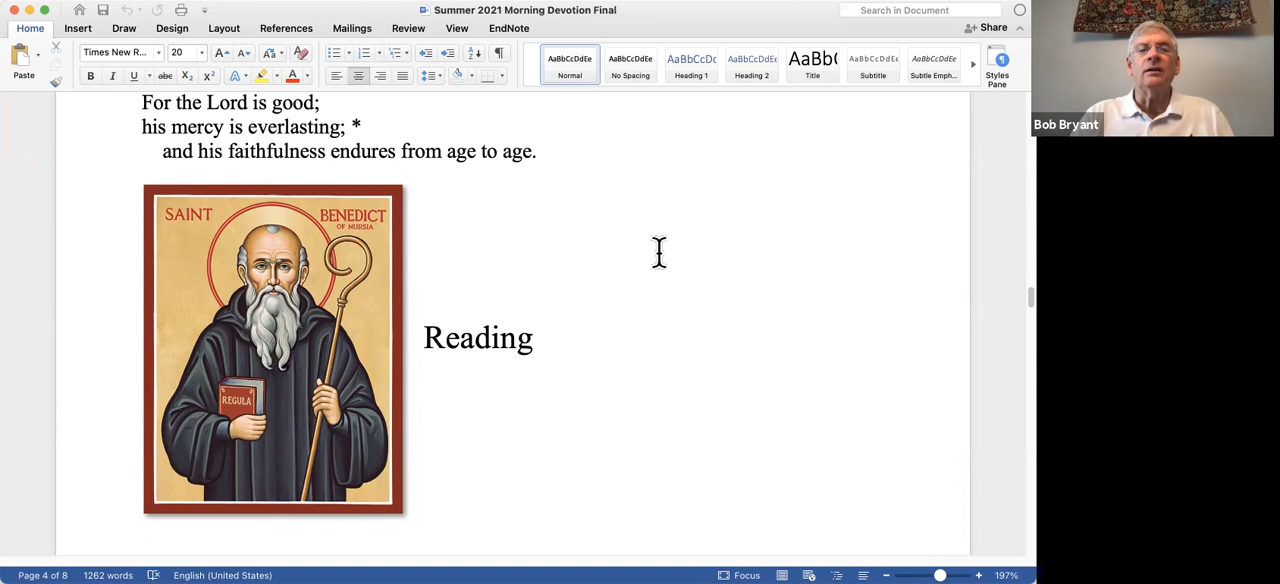 Summer 2021 Morning Devotion Final
Search in Document
Home Insert Draw Design Layout References Mailings Review View EndNote
Share
Paste
Times New R... 20
AaBbCcDdEe AaBbCcDdEe AaBbCcDc AaBbCcDdEe AaBb( AaBbCcDdEe AaBbCcDdEe
Normal No Spacing Heading 1 Heading 2 Title Subtitle Subtle Emph...
Styles
Pane
For the Lord is good;
his mercy is everlasting; *
and his faithfulness endures from age to age.
SAINT BENEDICT
OF NURSIA
REGULA
Reading
Bob Bryant
Page 4 of 8 1262 words English (United States) Focus 197%